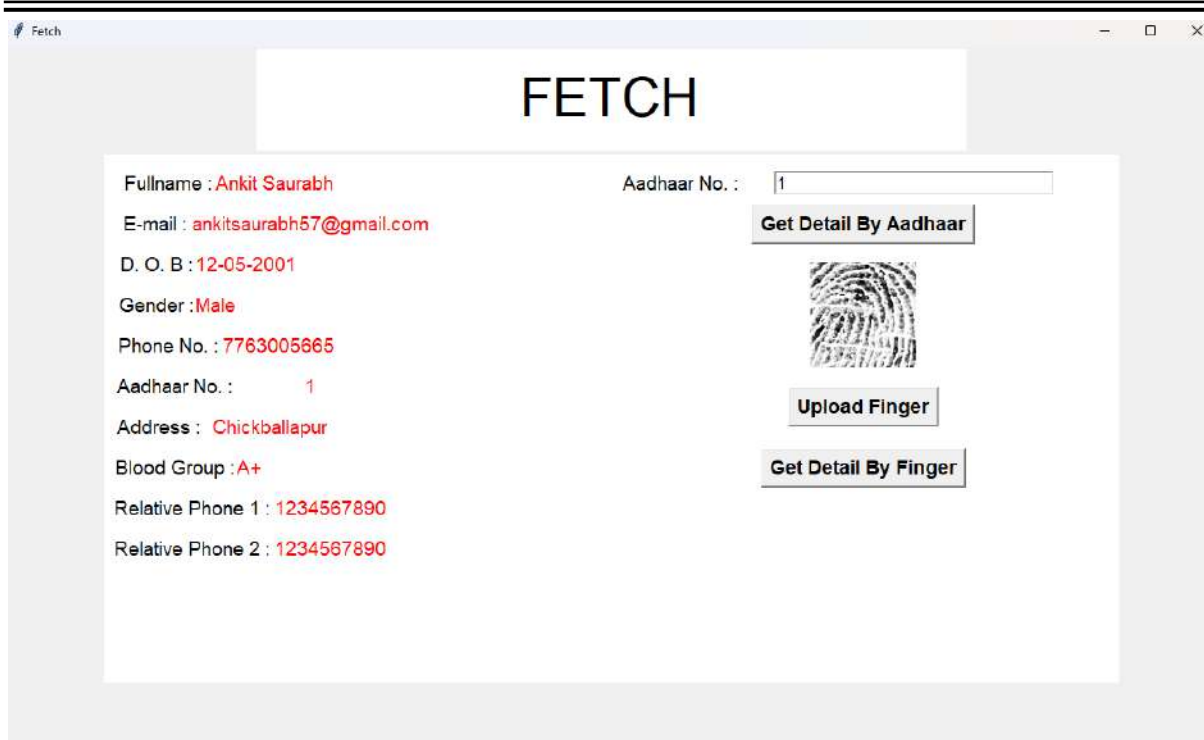 Fetch
FETCH
Fullname : Ankit Saurabh
E-mail : ankitsaurabh57@gmail.com
D. O. B : 12-05-2001
Gender : Male
Phone No. : 7763005665
Aadhaar No. : 1
Address : Chickballapur
Blood Group : A+
Relative Phone 1 : 1234567890
Relative Phone 2 : 1234567890
Aadhaar No. : 1
Get Detail By Aadhaar
Upload Finger
Get Detail By Finger